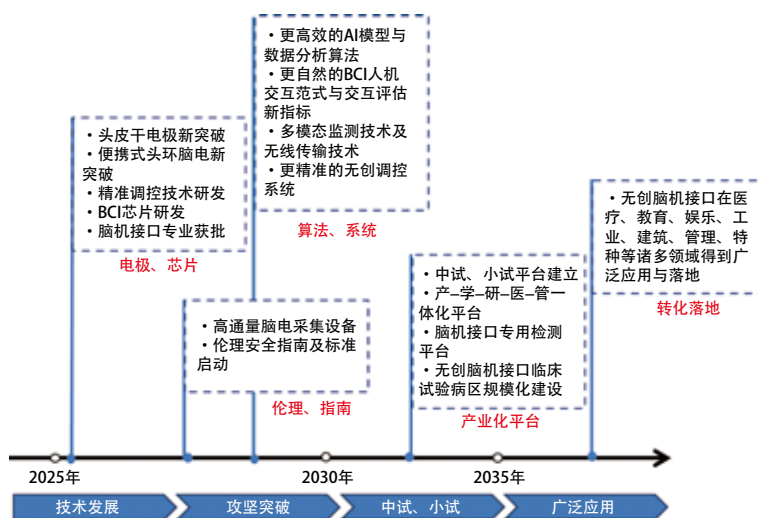 ・更高效的AI模型与
数据分析算法
・更自然的BCI人机
交互范式与交互评估
新指标
・多模态监测技术及
无线传输技术
・更精准的无创调控
系统
算法、系统
・头皮干电极新突破
・便携式头环脑电新
突破
・精准调控技术研发
・BCI芯片研发
・脑机接口专业获批
电极、芯片
・无创脑机接口在医
疗、教育、娱乐、工
业、建筑、管理、特
种等诸多领域得到广
泛应用与落地
转化落地
・高通量脑电采集设备
・伦理安全指南及标准
启动
伦理、指南
・中试、小试平台建立
・产–学–研–医–管一
体化平台
・脑机接口专用检测
平台
・无创脑机接口临床
试验病区规模化建设
产业化平台
2025年
2030年
2035年
技术发展
攻坚突破
中试、小试
广泛应用